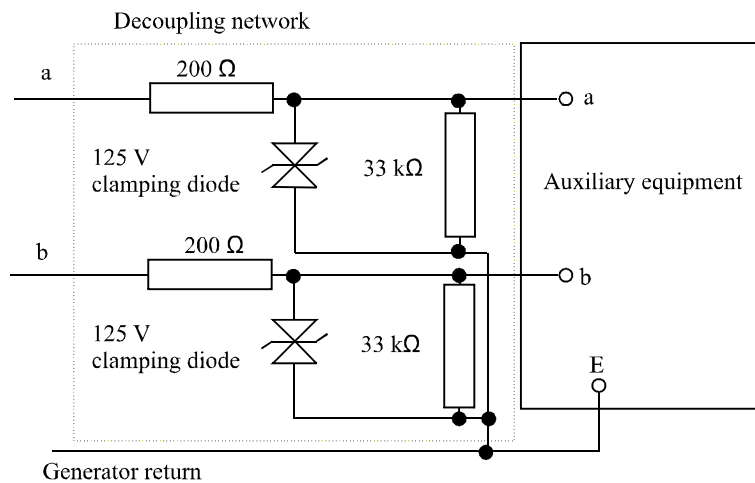 Decoupling network
a
200 Ω
a
125 V
clamping diode
33 kΩ
Auxiliary equipment
b
200 Ω
b
125 V
clamping diode
33 kΩ
E
Generator return